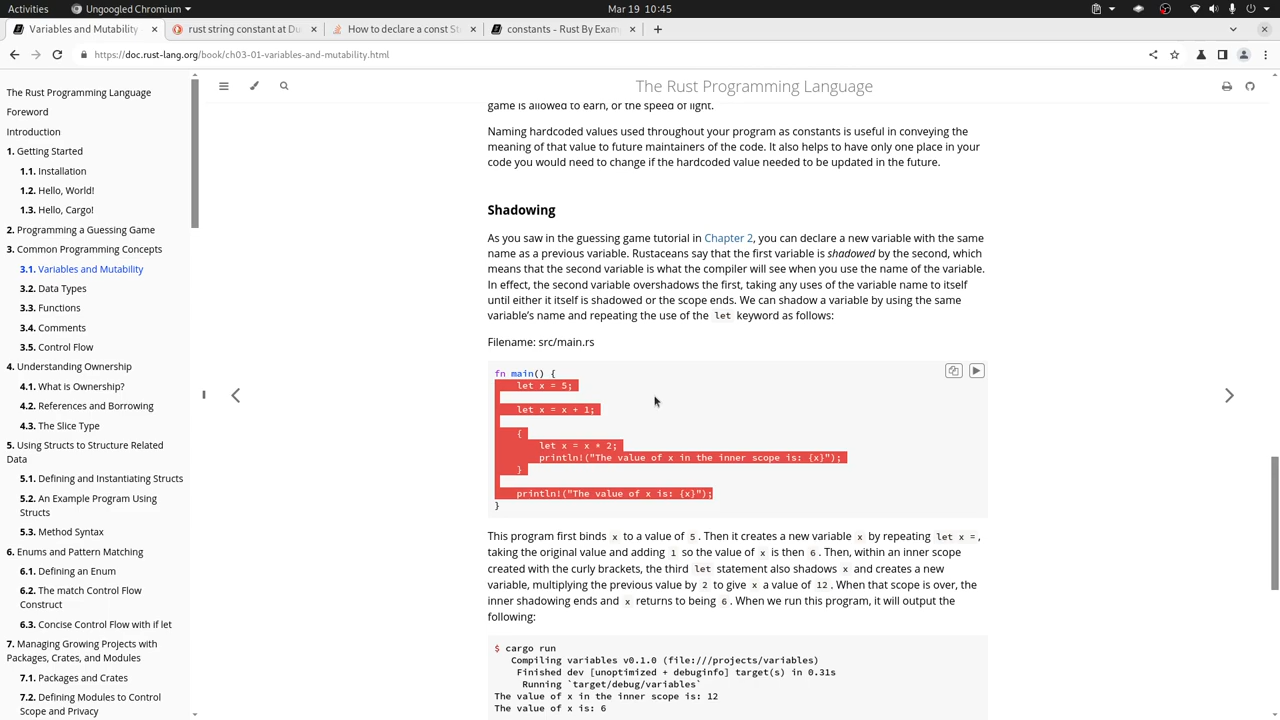 Activities
Ungoogled Chromium
Mar 19 10:45
Variables and Mutability
rust string constant at Du
How to declare a const St
constants - Rust By Exam
https://doc.rust-lang.org/book/ch03-01-variables-and-mutability.html
The Rust Programming Language
Foreword
Introduction
1. Getting Started
1.1. Installation
1.2. Hello, World!
1.3. Hello, Cargo!
2. Programming a Guessing Game
3. Common Programming Concepts
3.1. Variables and Mutability
3.2. Data Types
3.3. Functions
3.4. Comments
3.5. Control Flow
4. Understanding Ownership
4.1. What is Ownership?
4.2. References and Borrowing
4.3. The Slice Type
5. Using Structs to Structure Related
Data
5.1. Defining and Instantiating Structs
5.2. An Example Program Using
Structs
5.3. Method Syntax
6. Enums and Pattern Matching
6.1. Defining an Enum
6.2. The match Control Flow
Construct
6.3. Concise Control Flow with if let
7. Managing Growing Projects with
Packages, Crates, and Modules
7.1. Packages and Crates
7.2. Defining Modules to Control
Scope and Privacy
The Rust Programming Language
game is allowed to earn, or the speed of light.
Naming hardcoded values used throughout your program as constants is useful in conveying the
meaning of that value to future maintainers of the code. It also helps to have only one place in your
code you would need to change if the hardcoded value needed to be updated in the future.
Shadowing
As you saw in the guessing game tutorial in Chapter 2, you can declare a new variable with the same
name as a previous variable. Rustaceans say that the first variable is shadowed by the second, which
means that the second variable is what the compiler will see when you use the name of the variable.
In effect, the second variable overshadows the first, taking any uses of the variable name to itself
until either it itself is shadowed or the scope ends. We can shadow a variable by using the same
variable’s name and repeating the use of the let keyword as follows:
Filename: src/main.rs
fn main() {
let x = 5;
let x = x + 1;
{
let x = x * 2;
println!("The value of x in the inner scope is: {x}");
}
println!("The value of x is: {x}");
}
This program first binds x to a value of 5. Then it creates a new variable x by repeating let x =,
taking the original value and adding 1 so the value of x is then 6. Then, within an inner scope
created with the curly brackets, the third let statement also shadows x and creates a new
variable, multiplying the previous value by 2 to give x a value of 12. When that scope is over, the
inner shadowing ends and x returns to being 6. When we run this program, it will output the
following:
$ cargo run
Compiling variables v0.1.0 (file:///projects/variables)
Finished dev [unoptimized + debuginfo] target(s) in 0.31s
Running `target/debug/variables`
The value of x in the inner scope is: 12
The value of x is: 6